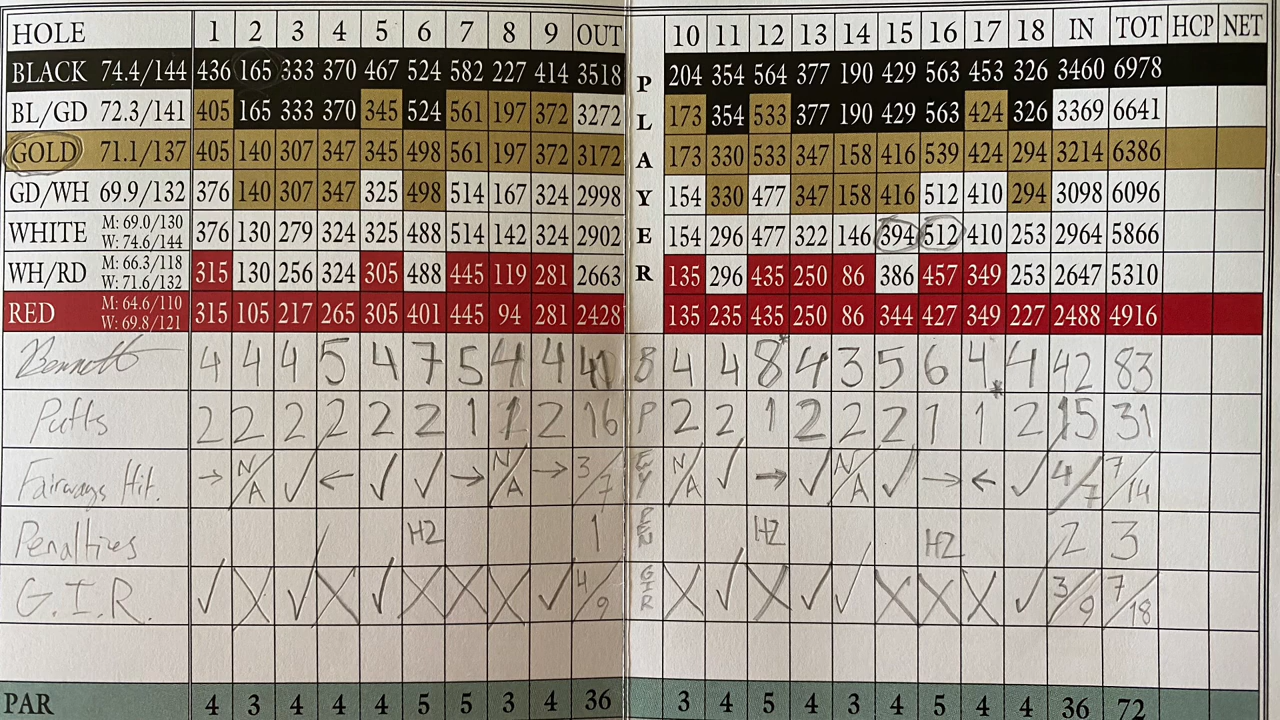 HOLE 1 2 3 4 5 6 7 8 9 OUT PLAYER 10 11 12 13 14 15 16 17 18 IN TOT HCP NET
BLACK 74.4/144 436 165 333 370 467 524 582 227 414 3518 204 354 564 377 190 429 563 453 326 3460 6978
BL/GD 72.3/141 405 165 333 370 345 524 561 197 372 3272 173 354 533 377 190 429 563 424 326 3369 6641
GOLD 71.1/137 405 140 307 347 345 498 561 197 372 3172 173 330 533 347 158 416 539 424 294 3214 6386
GD/WH 69.9/132 376 140 307 347 325 498 514 167 324 2998 154 330 477 347 158 416 512 410 294 3098 6096
WHITE M: 69.0/130 W: 74.6/144 376 130 279 324 325 488 514 142 324 2902 154 296 477 322 146 394 512 410 253 2964 5866
WH/RD M: 66.3/118 W: 71.6/132 315 130 256 324 305 488 445 119 281 2663 135 296 435 250 86 386 457 349 253 2647 5310
RED M: 64.6/110 W: 69.8/121 315 105 217 265 305 401 445 94 281 2428 135 235 435 250 86 344 427 349 227 2488 4916
Bennett 4 4 4 5 4 7 5 4 4 B 4 4 8* 4 3 5 6 4* 4 42 83
Putts 2 2 2 2 2 2 1 1 2 16 P 2 2 1 2 2 2 1 1 2 15 31
Fairways Hit. → N/A ✓ ← ✓ ✓ → N/A → 3/7 FWY N/A ✓ → ✓ N/A ✓ → ← ✓ 4/7 7/14
Penalties H2 1 PEN H2 H2 2 3
G.I.R. ✓ X ✓ X ✓ X X X ✓ 4/9 GIR X ✓ X ✓ ✓ X X X ✓ 3/9 7/18
PAR 4 3 4 4 4 5 5 3 4 36 3 4 5 4 3 4 5 4 4 36 72